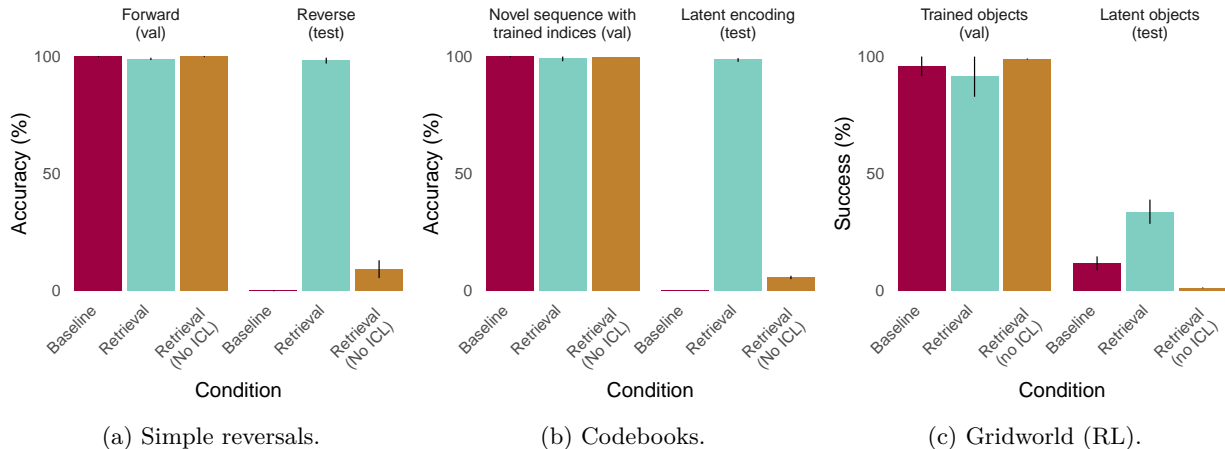 Forward
(val)
Reverse
(test)
Accuracy (%)
100
50
0
Baseline
Retrieval
Retrieval
(No ICL)
Baseline
Retrieval
Retrieval
(No ICL)
Condition
(a) Simple reversals.
Novel sequence with
trained indices (val)
Latent encoding
(test)
Accuracy (%)
100
50
0
Baseline
Retrieval
Retrieval
(No ICL)
Baseline
Retrieval
Retrieval
(No ICL)
Condition
(b) Codebooks.
Trained objects
(val)
Latent objects
(test)
Success (%)
100
50
0
Baseline
Retrieval
Retrieval
(no ICL)
Baseline
Retrieval
Retrieval
(no ICL)
Condition
(c) Gridworld (RL).